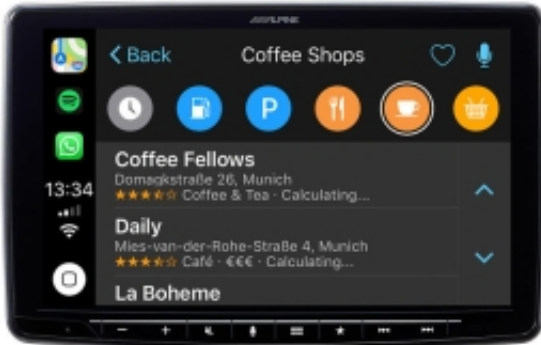 ALPINE
Back
Coffee Shops
P
Coffee Fellows
Domagkstraße 26, Munich
Coffee & Tea · Calculating...
13:34
Daily
Mies-van-der-Rohe-Straße 4, Munich
Café · €€€ · Calculating...
La Boheme